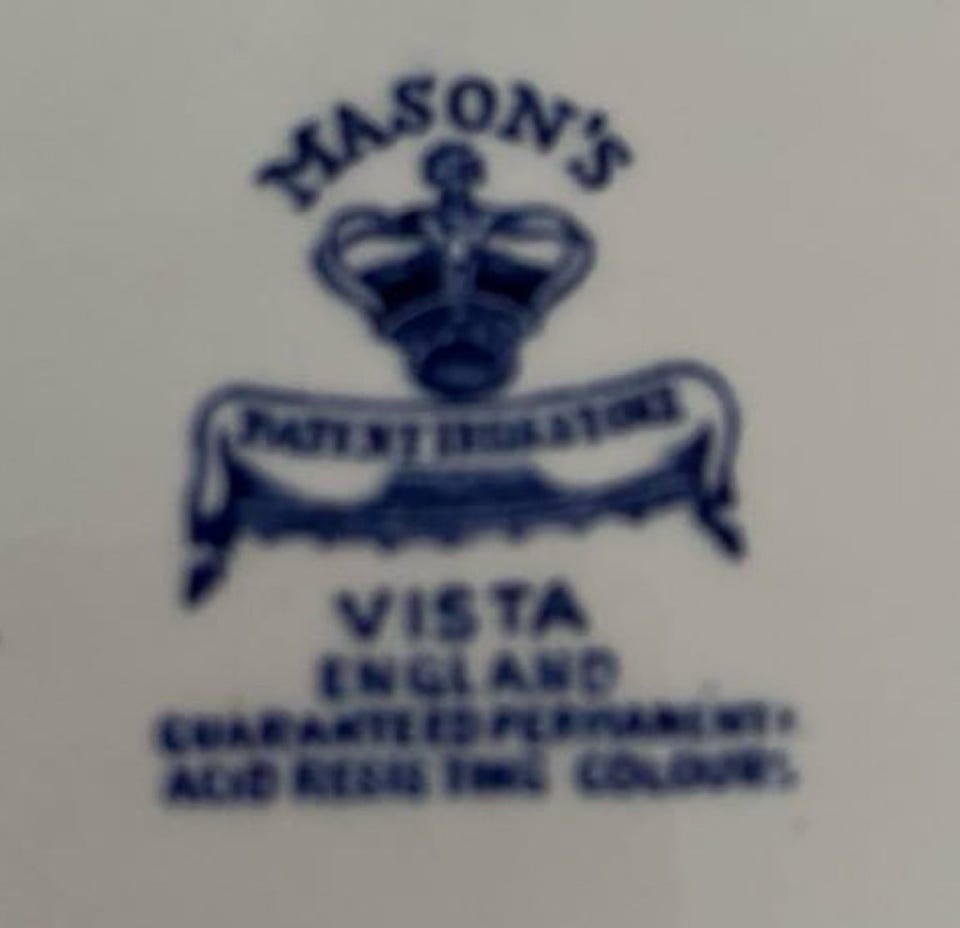 MASON'S
PATENT IRONSTONE
VISTA
ENGLAND
GUARANTEED PERMANENT &
ACID RESISTING COLOURS